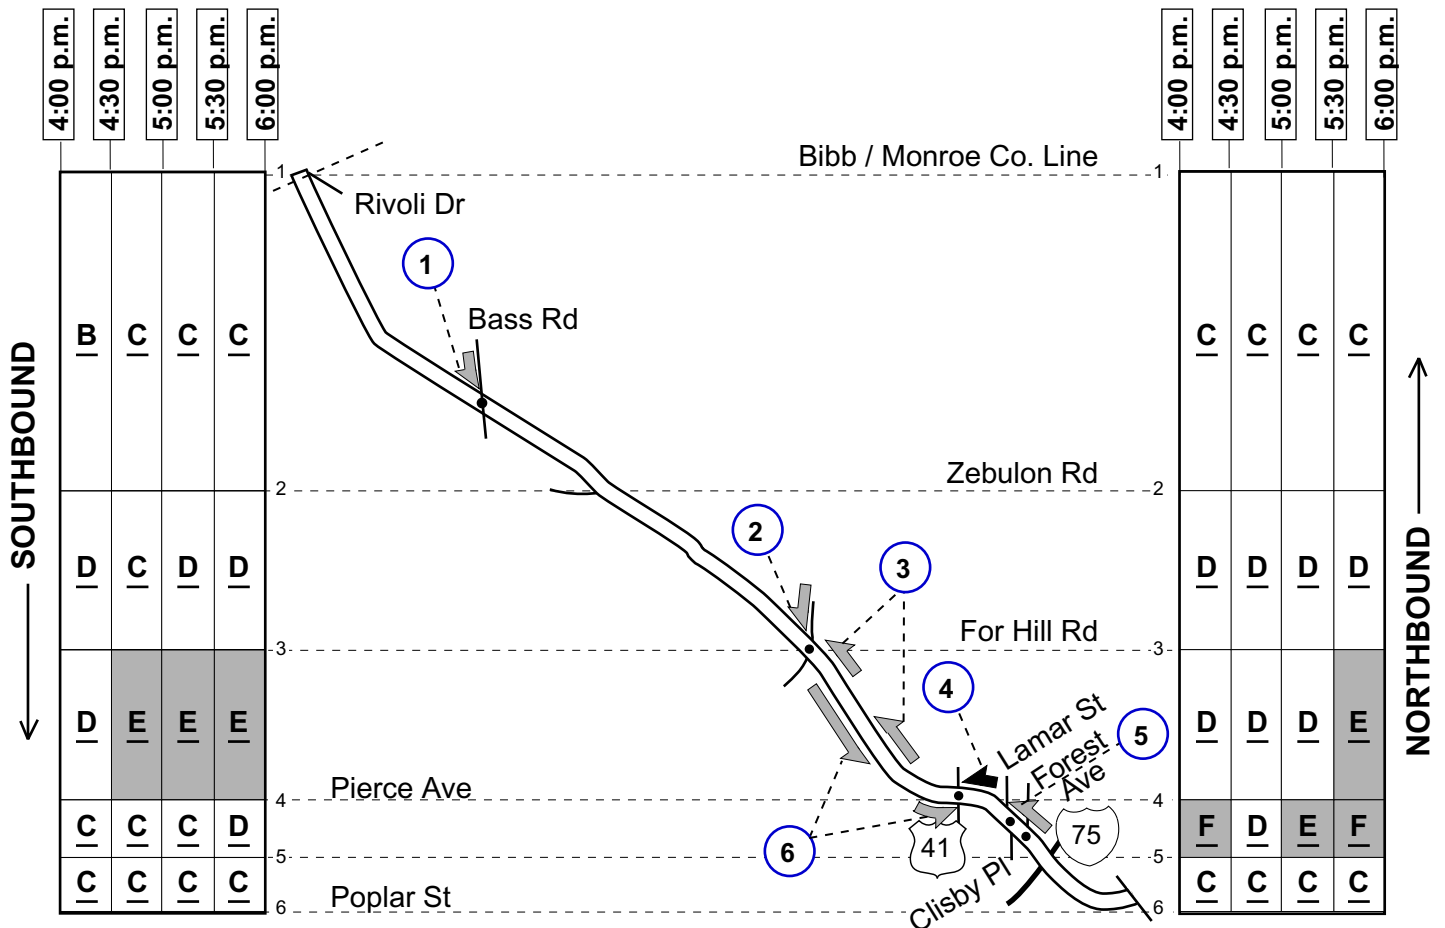 4:00 p.m.
4:30 p.m.
5:00 p.m.
5:30 p.m.
6:00 p.m.
4:00 p.m.
4:30 p.m.
5:00 p.m.
5:30 p.m.
6:00 p.m.
1
Bibb / Monroe Co. Line
1
Rivoli Dr
1
Bass Rd
B C C C
C C C C
SOUTHBOUND
NORTHBOUND
2
Zebulon Rd
2
2
3
D C D D
D D D D
3
For Hill Rd
3
4
Lamar St
5
Forest
Ave
D E E E
D D D E
4
Pierce Ave
4
C C C D
F D E F
6
41
75
5
5
Clisby Pl
C C C C
C C C C
6
Poplar St
6